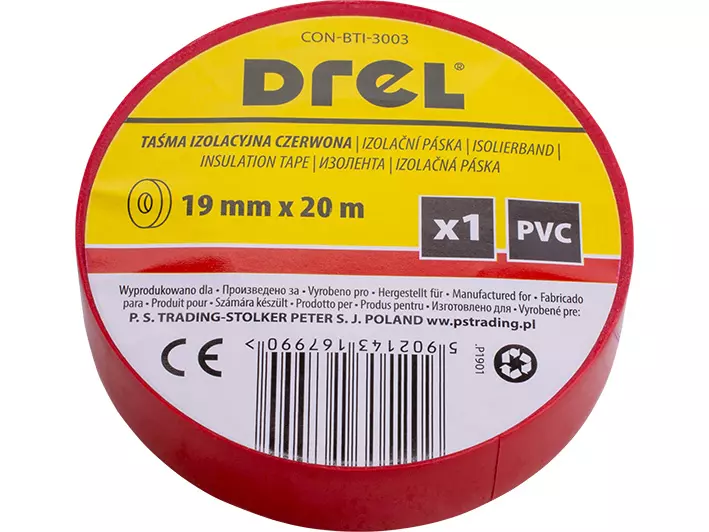 CON-BTI-3003
DREL®
TAŚMA IZOLACYJNA CZERWONA | IZOLAČNÍ PÁSKA | ISOLIERBAND |
INSULATION TAPE | ИЗОЛЕНТА | IZOLAČNÁ PÁSKA
19 mm x 20 m
x1
PVC
Wyprodukowano dla • Произведено за • Vyrobeno pro • Hergestellt für • Manufactured for • Fabricado
para • Produit pour • Számára készült • Prodotto per • Produs pentru • Изготовлено для • Vyrobené pre:
P. S. TRADING-STOLKER PETER S. J. POLAND ww.pstrading.pl
CE
5 902143 167990 >
.P1901